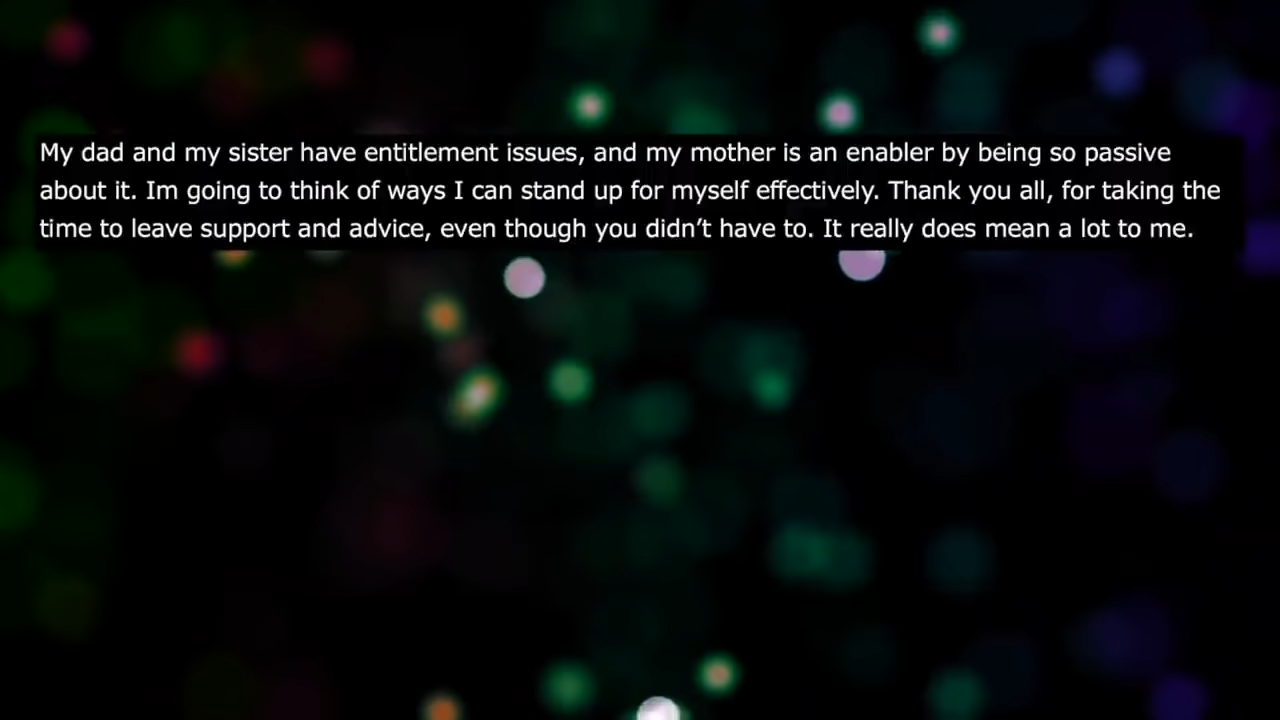 My dad and my sister have entitlement issues, and my mother is an enabler by being so passive
about it. Im going to think of ways I can stand up for myself effectively. Thank you all, for taking the
time to leave support and advice, even though you didn’t have to. It really does mean a lot to me.